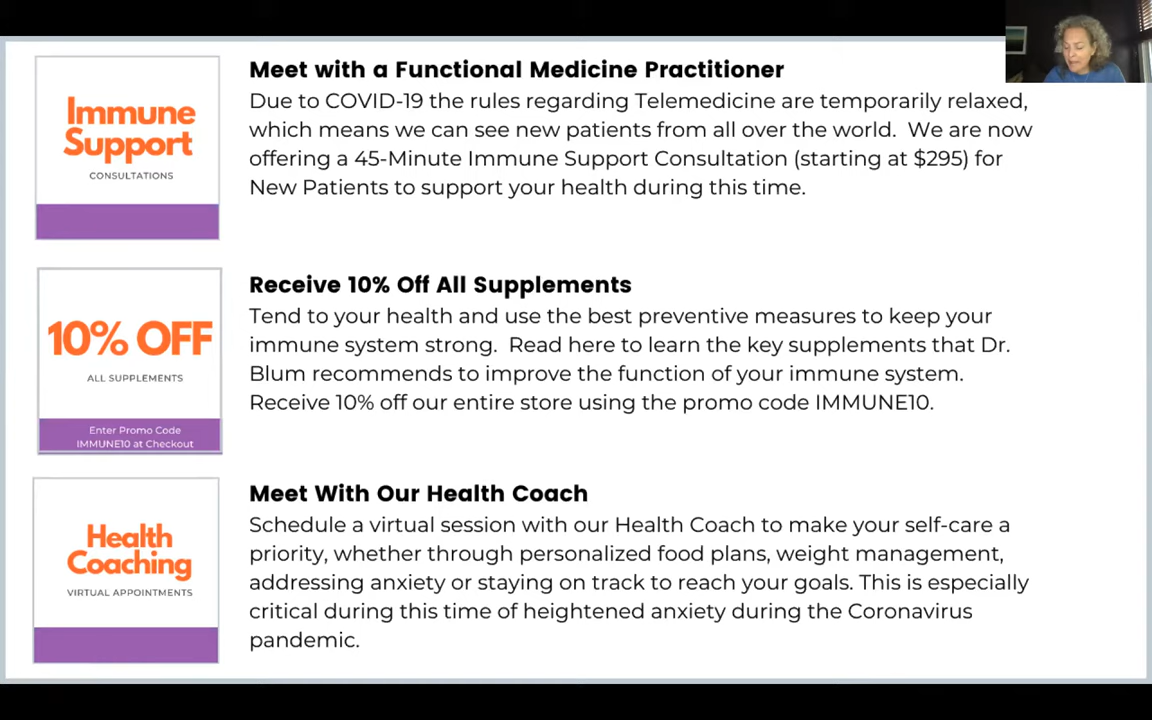 Immune
Support
CONSULTATIONS
Meet with a Functional Medicine Practitioner
Due to COVID-19 the rules regarding Telemedicine are temporarily relaxed,
which means we can see new patients from all over the world.  We are now
offering a 45-Minute Immune Support Consultation (starting at $295) for
New Patients to support your health during this time.
10% OFF
ALL SUPPLEMENTS
Enter Promo Code
IMMUNE10 at Checkout
Receive 10% Off All Supplements
Tend to your health and use the best preventive measures to keep your
immune system strong.  Read here to learn the key supplements that Dr.
Blum recommends to improve the function of your immune system.
Receive 10% off our entire store using the promo code IMMUNE10.
Health
Coaching
VIRTUAL APPOINTMENTS
Meet With Our Health Coach
Schedule a virtual session with our Health Coach to make your self-care a
priority, whether through personalized food plans, weight management,
addressing anxiety or staying on track to reach your goals. This is especially
critical during this time of heightened anxiety during the Coronavirus
pandemic.